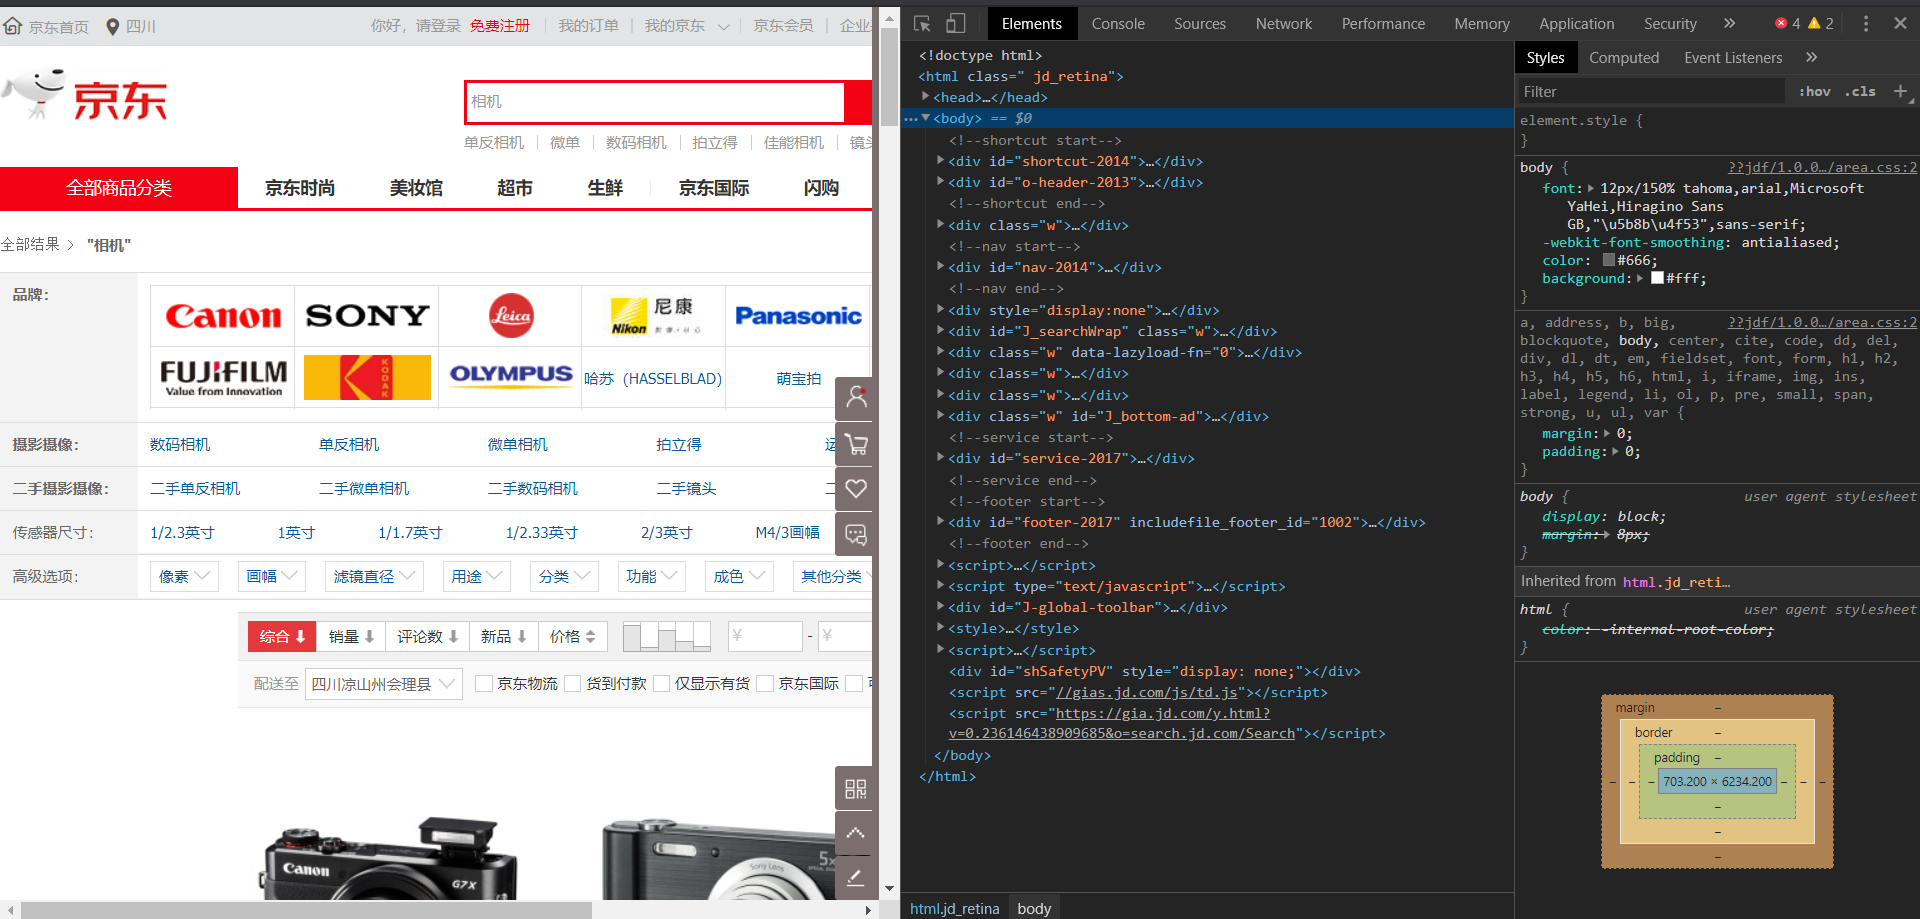 京东首页 四川 你好，请登录 免费注册 我的订单 我的京东 京东会员
京东
相机
单反相机 微单 数码相机 拍立得 佳能相机 镜头
全部商品分类 京东时尚 美妆馆 超市 生鲜 京东国际 闪购
全部结果 > "相机"
品牌：
Canon SONY Leica Nikon 尼康 Panasonic
FUJIFILM Value from Innovation KODAK OLYMPUS 哈苏（HASSELBLAD） 萌宝拍
摄影摄像： 数码相机 单反相机 微单相机 拍立得
二手摄影摄像： 二手单反相机 二手微单相机 二手数码相机 二手镜头
传感器尺寸： 1/2.3英寸 1英寸 1/1.7英寸 1/2.33英寸 2/3英寸 M4/3画幅
高级选项： 像素 画幅 滤镜直径 用途 分类 功能 成色 其他分类
综合 销量 评论数 新品 价格 ¥ - ¥
配送至 四川凉山州会理县 京东物流 货到付款 仅显示有货 京东国际
Canon G7X
Sony Lens 5x
Elements Console Sources Network Performance Memory Application Security » 4 2
<!doctype html>
<html class=" jd_retina">
<head>…</head>
… <body> == $0
<!--shortcut start-->
<div id="shortcut-2014">…</div>
<div id="o-header-2013">…</div>
<!--shortcut end-->
<div class="w">…</div>
<!--nav start-->
<div id="nav-2014">…</div>
<!--nav end-->
<div style="display:none">…</div>
<div id="J_searchWrap" class="w">…</div>
<div class="w" data-lazyload-fn="0">…</div>
<div class="w">…</div>
<div class="w">…</div>
<div class="w" id="J_bottom-ad">…</div>
<!--service start-->
<div id="service-2017">…</div>
<!--service end-->
<!--footer start-->
<div id="footer-2017" includefile_footer_id="1002">…</div>
<!--footer end-->
<script>…</script>
<script type="text/javascript">…</script>
<div id="J-global-toolbar">…</div>
<style>…</style>
<script>…</script>
<div id="shSafetyPV" style="display: none;"></div>
<script src="//gias.jd.com/js/td.js"></script>
<script src="https://gia.jd.com/y.html?
v=0.236146438909685&o=search.jd.com/Search"></script>
</body>
</html>
html.jd_retina body
Styles Computed Event Listeners »
Filter :hov .cls +
element.style {
}
body { ??jdf/1.0.0…/area.css:2
font: 12px/150% tahoma,arial,Microsoft
YaHei,Hiragino Sans
GB,"\u5b8b\u4f53",sans-serif;
-webkit-font-smoothing: antialiased;
color: #666;
background: #fff;
}
a, address, b, big, ??jdf/1.0.0…/area.css:2
blockquote, body, center, cite, code, dd, del,
div, dl, dt, em, fieldset, font, form, h1, h2,
h3, h4, h5, h6, html, i, iframe, img, ins,
label, legend, li, ol, p, pre, small, span,
strong, u, ul, var {
margin: 0;
padding: 0;
}
body { user agent stylesheet
display: block;
margin: 8px;
}
Inherited from html.jd_reti…
html { user agent stylesheet
color: -internal-root-color;
}
margin –
border –
padding –
– – – 703.200 × 6234.200 – – –
–
–
–